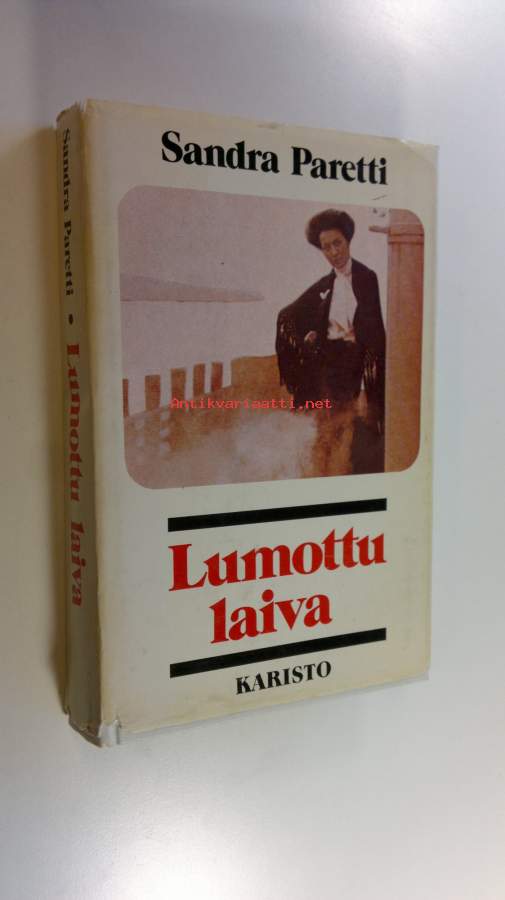 Sandra Paretti
Antikvariaatti.net
Lumottu
laiva
KARISTO
Sandra Paretti • Lumottu laiva